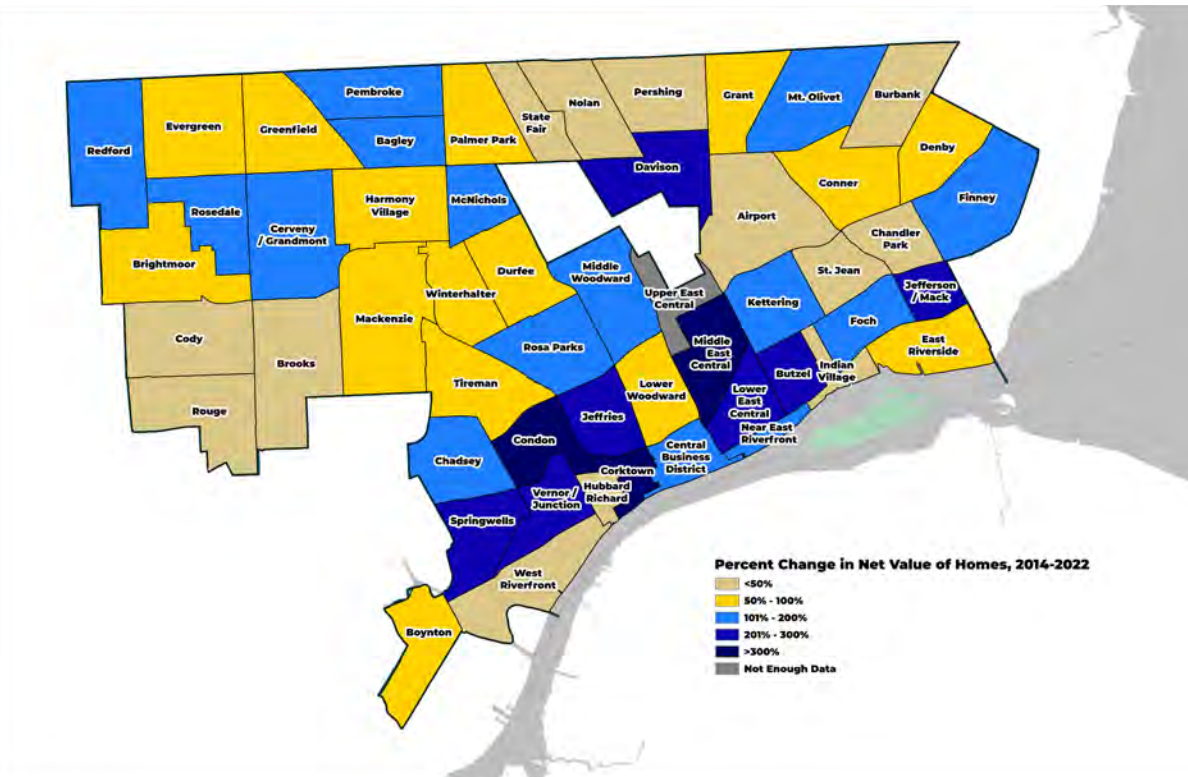 Pembroke
Evergreen
Greenfield
Redford
Bagley
Palmer Park
State
Fair
Nolan
Pershing
Grant
Mt. Olivet
Burbank
Denby
Davison
Conner
Finney
Rosedale
Cerveny
/ Grandmont
Harmony
Village
McNichols
Airport
Chandler
Park
Brightmoor
Winterhalter
Durfee
Middle
Woodward
Upper East
Central
Kettering
St. Jean
Jefferson
/ Mack
Foch
Mackenzie
Cody
Brooks
Rosa Parks
Middle
East
Central
East
Riverside
Rouge
Tireman
Jeffries
Lower
Woodward
Lower
East
Central
Butzel
Indian
Village
Near East
Riverfront
Chadsey
Condon
Corktown
Central
Business
District
Vernor /
Junction
Hubbard
Richard
Springwells
West
Riverfront
Boynton
Percent Change in Net Value of Homes, 2014-2022
<50%
50% - 100%
101% - 200%
201% - 300%
>300%
Not Enough Data